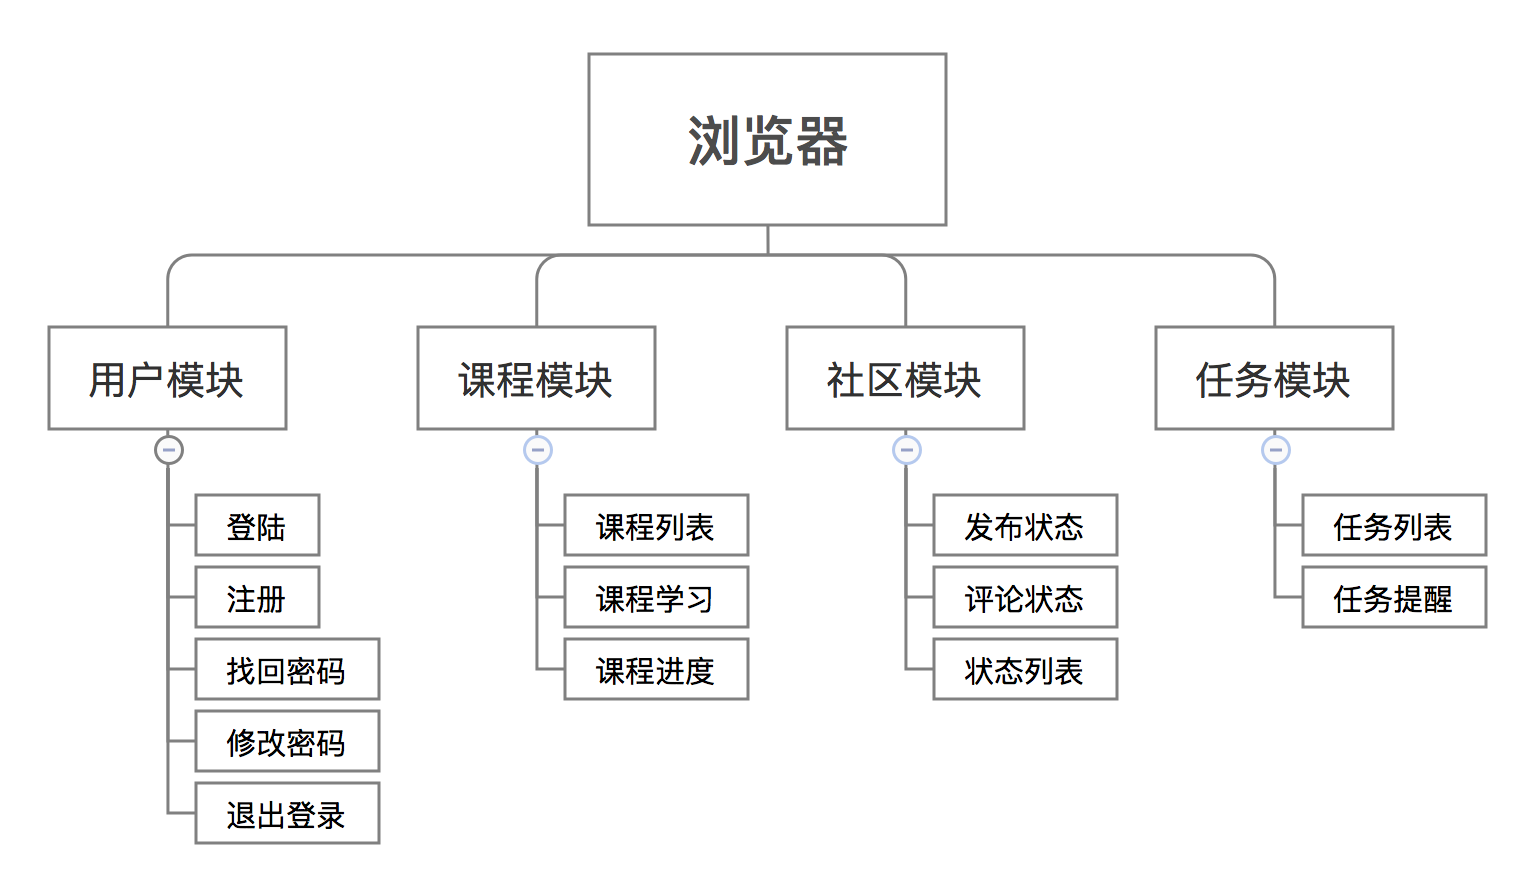 浏览器
用户模块
课程模块
社区模块
任务模块
登陆
注册
找回密码
修改密码
退出登录
课程列表
课程学习
课程进度
发布状态
评论状态
状态列表
任务列表
任务提醒